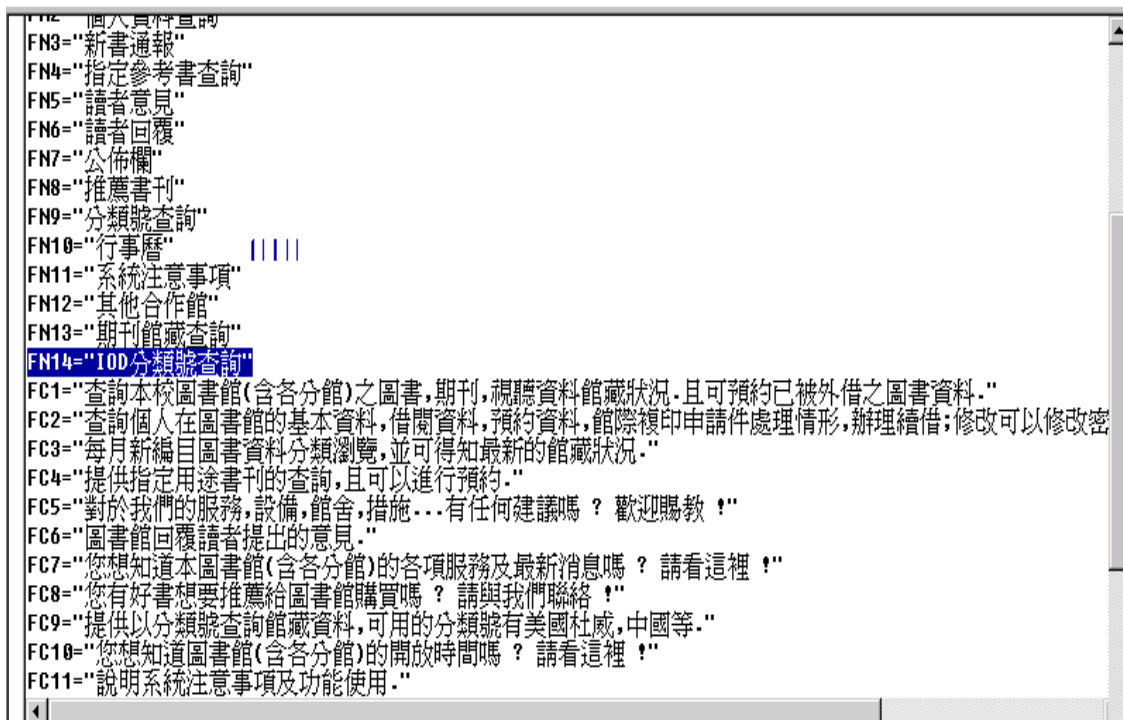 FN2="個人資料查詢"
FN3="新書通報"
FN4="指定參考書查詢"
FN5="讀者意見"
FN6="讀者回覆"
FN7="公佈欄"
FN8="推薦書刊"
FN9="分類號查詢"
FN10="行事曆"
FN11="系統注意事項"
FN12="其他合作館"
FN13="期刊館藏查詢"
FN14="IOD分類號查詢"
FC1="查詢本校圖書館(含各分館)之圖書,期刊,視聽資料館藏狀況.且可預約已被外借之圖書資料."
FC2="查詢個人在圖書館的基本資料,借閱資料,預約資料,館際複印申請件處理情形,辦理續借;修改可以修改密
FC3="每月新編目圖書資料分類瀏覽,並可得知最新的館藏狀況."
FC4="提供指定用途書刊的查詢,且可以進行預約."
FC5="對於我們的服務,設備,館舍,措施...有任何建議嗎 ? 歡迎賜教 !"
FC6="圖書館回覆讀者提出的意見."
FC7="您想知道本圖書館(含各分館)的各項服務及最新消息嗎 ? 請看這裡 !"
FC8="您有好書想要推薦給圖書館購買嗎 ? 請與我們聯絡 !"
FC9="提供以分類號查詢館藏資料,可用的分類號有美國杜威,中國等."
FC10="您想知道圖書館(含各分館)的開放時間嗎 ? 請看這裡 !"
FC11="說明系統注意事項及功能使用."